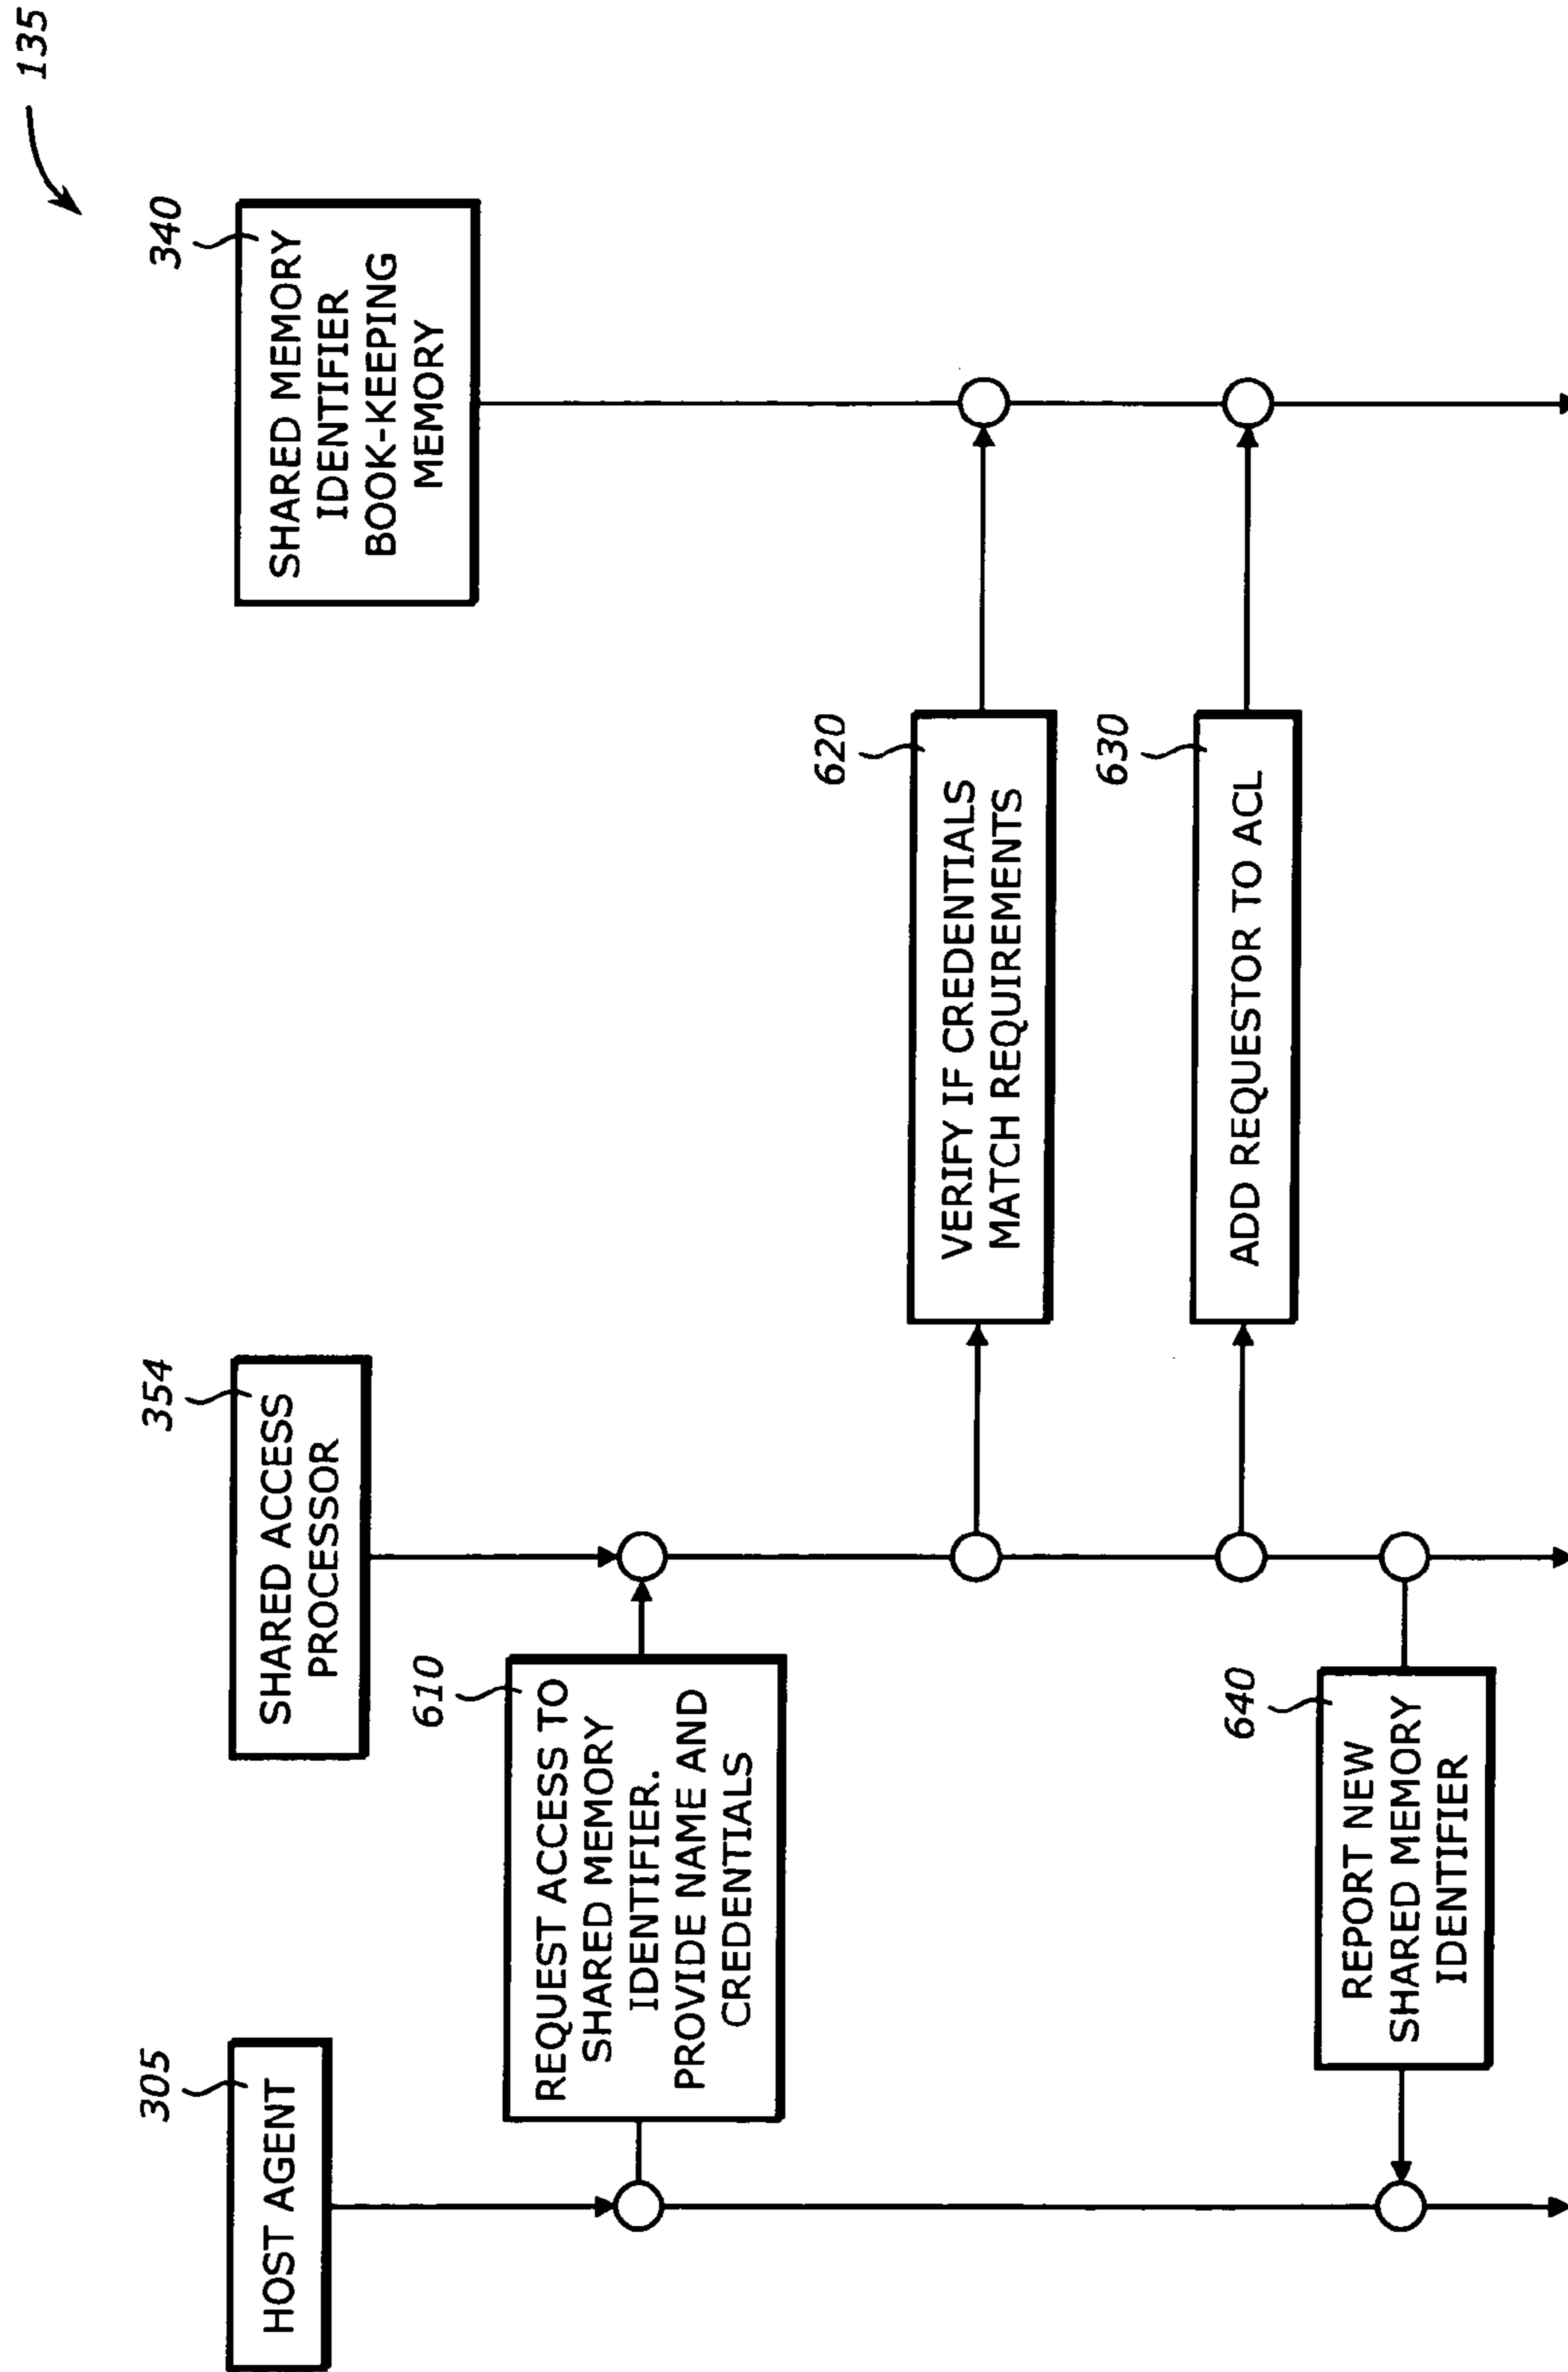 135
305
HOST AGENT
354
SHARED ACCESS
PROCESSOR
340
SHARED MEMORY
IDENTIFIER
BOOK-KEEPING
MEMORY
610
REQUEST ACCESS TO
SHARED MEMORY
IDENTIFIER.
PROVIDE NAME AND
CREDENTIALS
620
VERIFY IF CREDENTIALS
MATCH REQUIREMENTS
630
ADD REQUESTOR TO ACL
640
REPORT NEW
SHARED MEMORY
IDENTIFIER